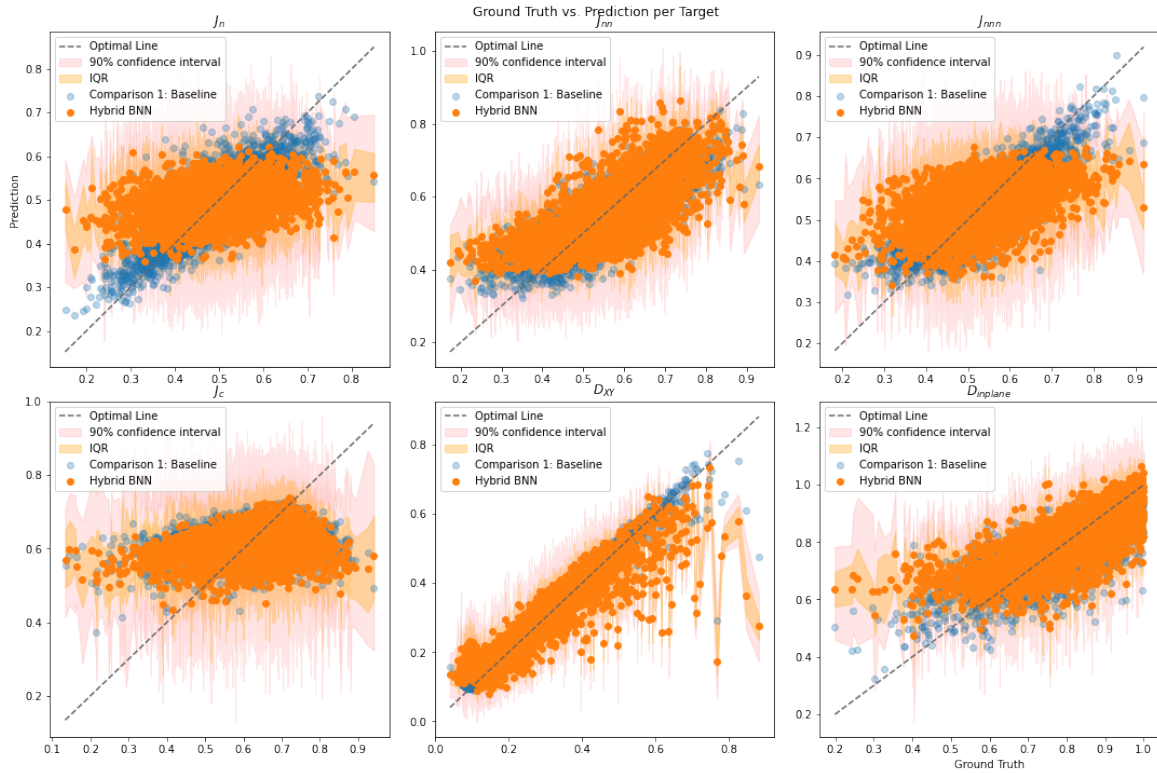 Ground Truth vs. Prediction per Target
J_n
J_nn
J_nnn
Optimal Line
90% confidence interval
IQR
Comparison 1: Baseline
Hybrid BNN
Optimal Line
90% confidence interval
IQR
Comparison 1: Baseline
Hybrid BNN
Optimal Line
90% confidence interval
IQR
Comparison 1: Baseline
Hybrid BNN
Prediction
0.8
0.7
0.6
0.5
0.4
0.3
0.2
0.2 0.3 0.4 0.5 0.6 0.7 0.8
1.0
0.8
0.6
0.4
0.2
0.2 0.3 0.4 0.5 0.6 0.7 0.8 0.9
0.9
0.8
0.7
0.6
0.5
0.4
0.3
0.2
0.2 0.3 0.4 0.5 0.6 0.7 0.8 0.9
J_c
D_XY
D_inplane
Optimal Line
90% confidence interval
IQR
Comparison 1: Baseline
Hybrid BNN
Optimal Line
90% confidence interval
IQR
Comparison 1: Baseline
Hybrid BNN
Optimal Line
90% confidence interval
IQR
Comparison 1: Baseline
Hybrid BNN
1.0
0.8
0.6
0.4
0.2
0.1 0.2 0.3 0.4 0.5 0.6 0.7 0.8 0.9
0.8
0.6
0.4
0.2
0.0
0.0 0.2 0.4 0.6 0.8
1.2
1.0
0.8
0.6
0.4
0.2
0.2 0.3 0.4 0.5 0.6 0.7 0.8 0.9 1.0
Ground Truth